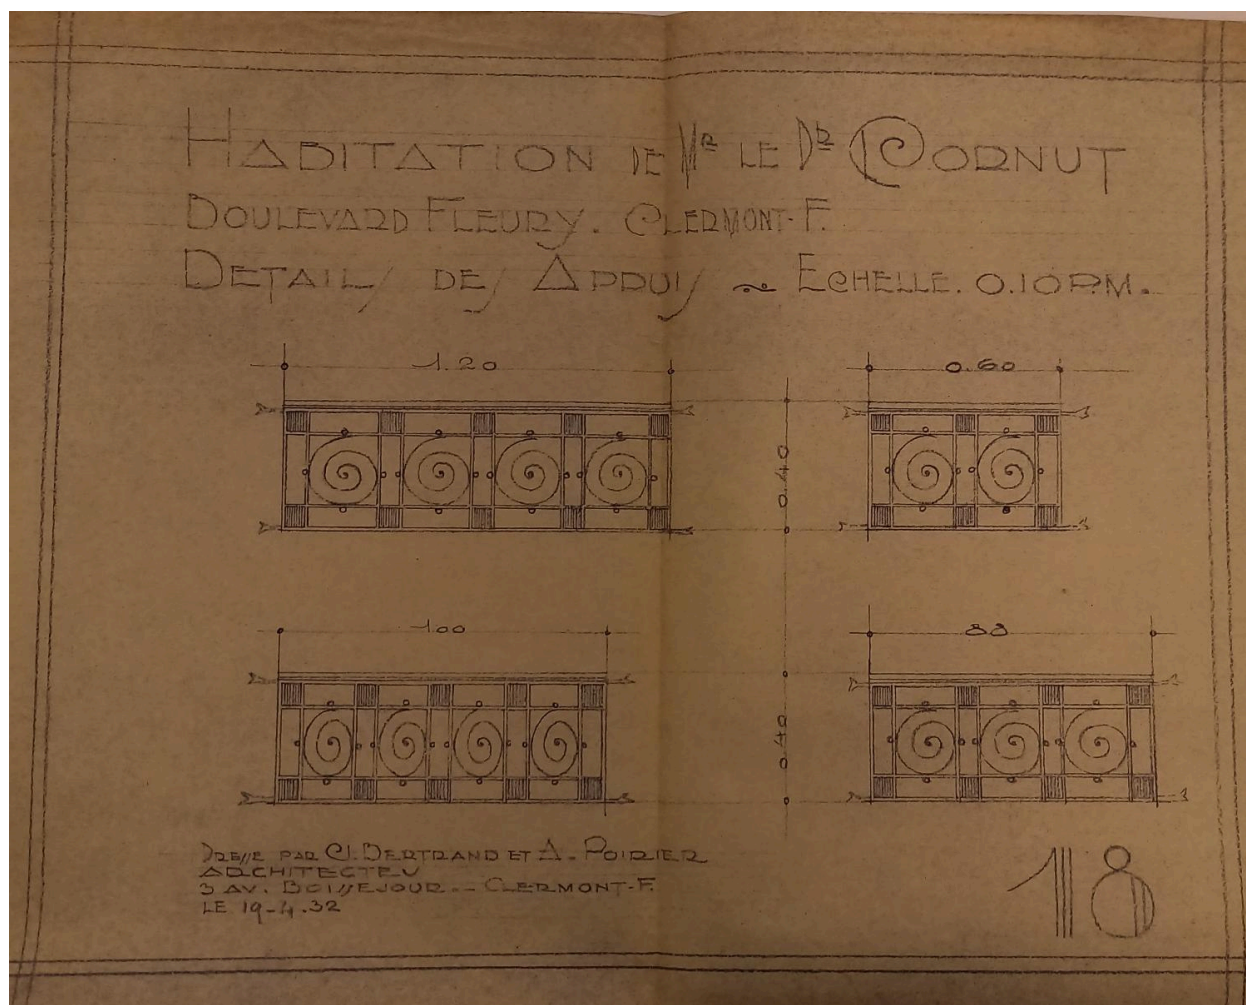 HABITATION DE MR LE DR CORNUT
BOULEVARD FLEURY. CLERMONT-F.
DETAILS DES APPUIS ~ ECHELLE. 0.10 P.M.
1.20
0.60
0.40
1.00
88
0.40
DRESSE PAR Cl. BERTRAND ET A. POIRIER
ARCHITECTES
3 AV. BOISSEJOUR -- CLERMONT-F.
LE 19-4.32
18